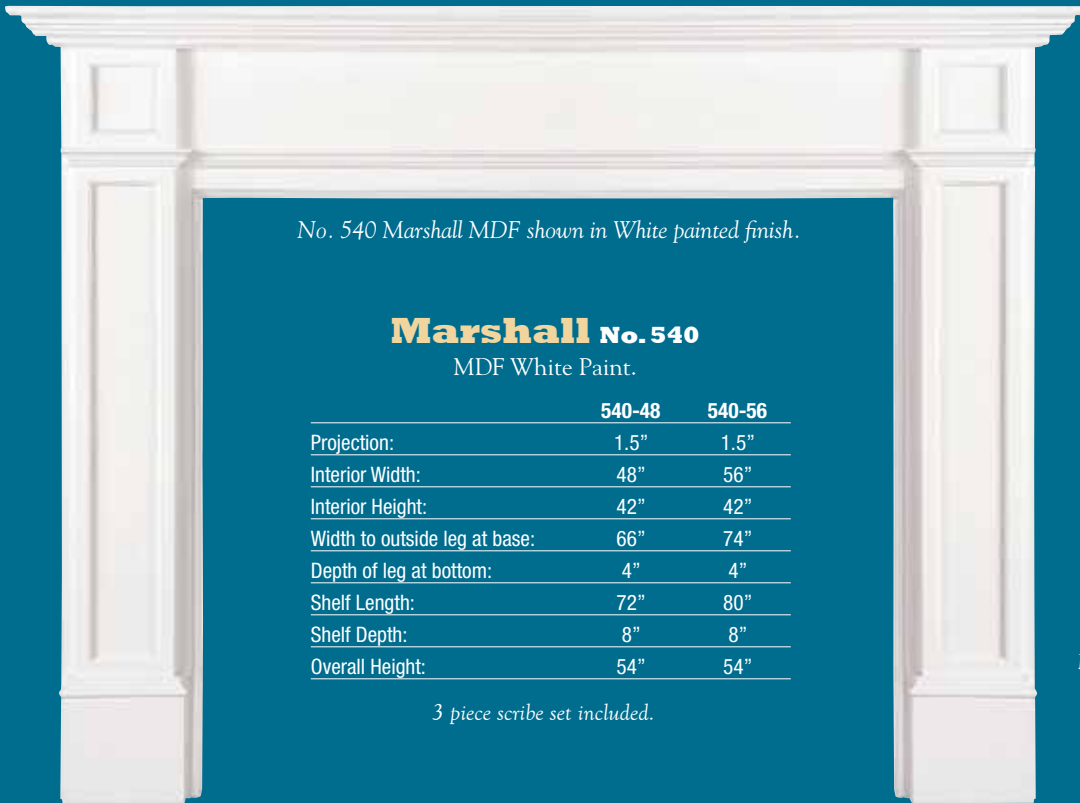 No. 540 Marshall MDF shown in White painted finish.
Marshall No. 540
MDF White Paint.
540-48 540-56
Projection: 1.5” 1.5”
Interior Width: 48” 56”
Interior Height: 42” 42”
Width to outside leg at base: 66” 74”
Depth of leg at bottom: 4” 4”
Shelf Length: 72” 80”
Shelf Depth: 8” 8”
Overall Height: 54” 54”
3 piece scribe set included.